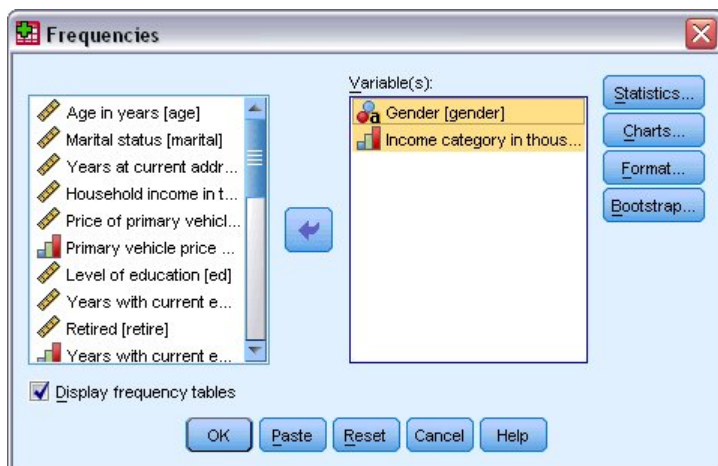 Frequencies
Variable(s):
Age in years [age]
Marital status [marital]
Years at current addr...
Household income in t...
Price of primary vehicl...
Primary vehicle price ...
Level of education [ed]
Years with current e...
Retired [retire]
Years with current e...
Gender [gender]
Income category in thous...
Statistics...
Charts...
Format...
Bootstrap...
Display frequency tables
OK Paste Reset Cancel Help